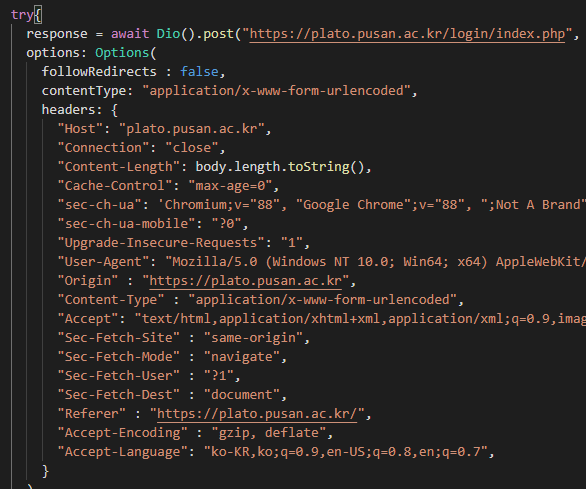 try{
response = await Dio().post("https://plato.pusan.ac.kr/login/index.php",
options: Options(
followRedirects : false,
contentType: "application/x-www-form-urlencoded",
headers: {
"Host": "plato.pusan.ac.kr",
"Connection": "close",
"Content-Length": body.length.toString(),
"Cache-Control": "max-age=0",
"sec-ch-ua": 'Chromium;v="88", "Google Chrome";v="88", ";Not A Brand"
"sec-ch-ua-mobile": "?0",
"Upgrade-Insecure-Requests": "1",
"User-Agent": "Mozilla/5.0 (Windows NT 10.0; Win64; x64) AppleWebKit/
"Origin" : "https://plato.pusan.ac.kr",
"Content-Type" : "application/x-www-form-urlencoded",
"Accept": "text/html,application/xhtml+xml,application/xml;q=0.9,imag
"Sec-Fetch-Site" : "same-origin",
"Sec-Fetch-Mode" : "navigate",
"Sec-Fetch-User" : "?1",
"Sec-Fetch-Dest" : "document",
"Referer" : "https://plato.pusan.ac.kr/",
"Accept-Encoding" : "gzip, deflate",
"Accept-Language": "ko-KR,ko;q=0.9,en-US;q=0.8,en;q=0.7",
}